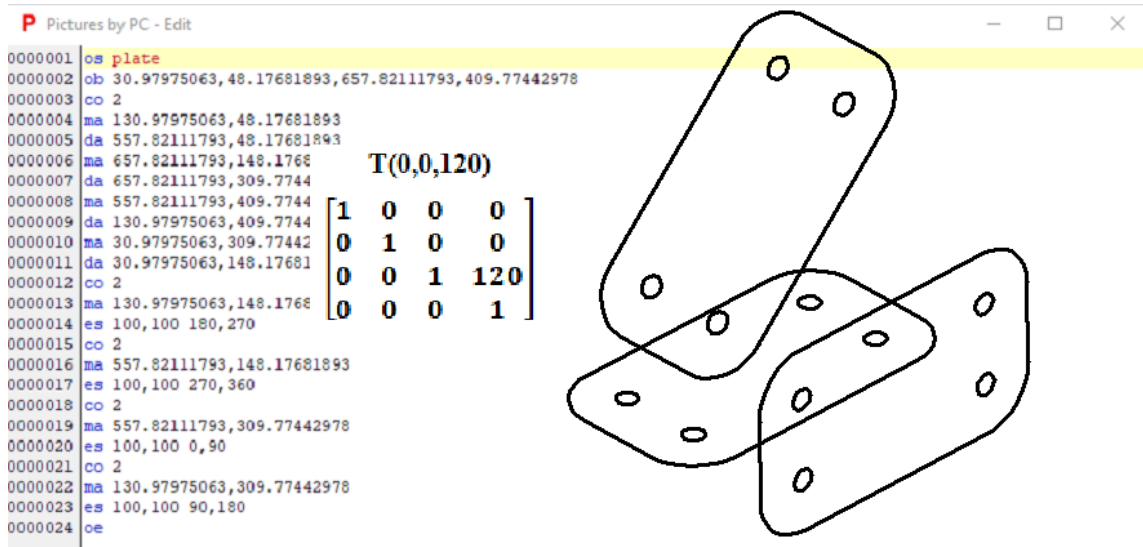 P Pictures by PC - Edit
0000001 os plate
0000002 ob 30.97975063,48.17681893,657.82111793,409.77442978
0000003 co 2
0000004 ma 130.97975063,48.17681893
0000005 da 557.82111793,48.17681893
0000006 ma 657.82111793,148.1768
0000007 da 657.82111793,309.7744
0000008 ma 557.82111793,409.7744
0000009 da 130.97975063,409.7744
0000010 ma 30.97975063,309.77442
0000011 da 30.97975063,148.17681
0000012 co 2
0000013 ma 130.97975063,148.1768
0000014 es 100,100 180,270
0000015 co 2
0000016 ma 557.82111793,148.17681893
0000017 es 100,100 270,360
0000018 co 2
0000019 ma 557.82111793,309.77442978
0000020 es 100,100 0,90
0000021 co 2
0000022 ma 130.97975063,309.77442978
0000023 es 100,100 90,180
0000024 oe
T(0,0,120)
1 0 0 0
0 1 0 0
0 0 1 120
0 0 0 1